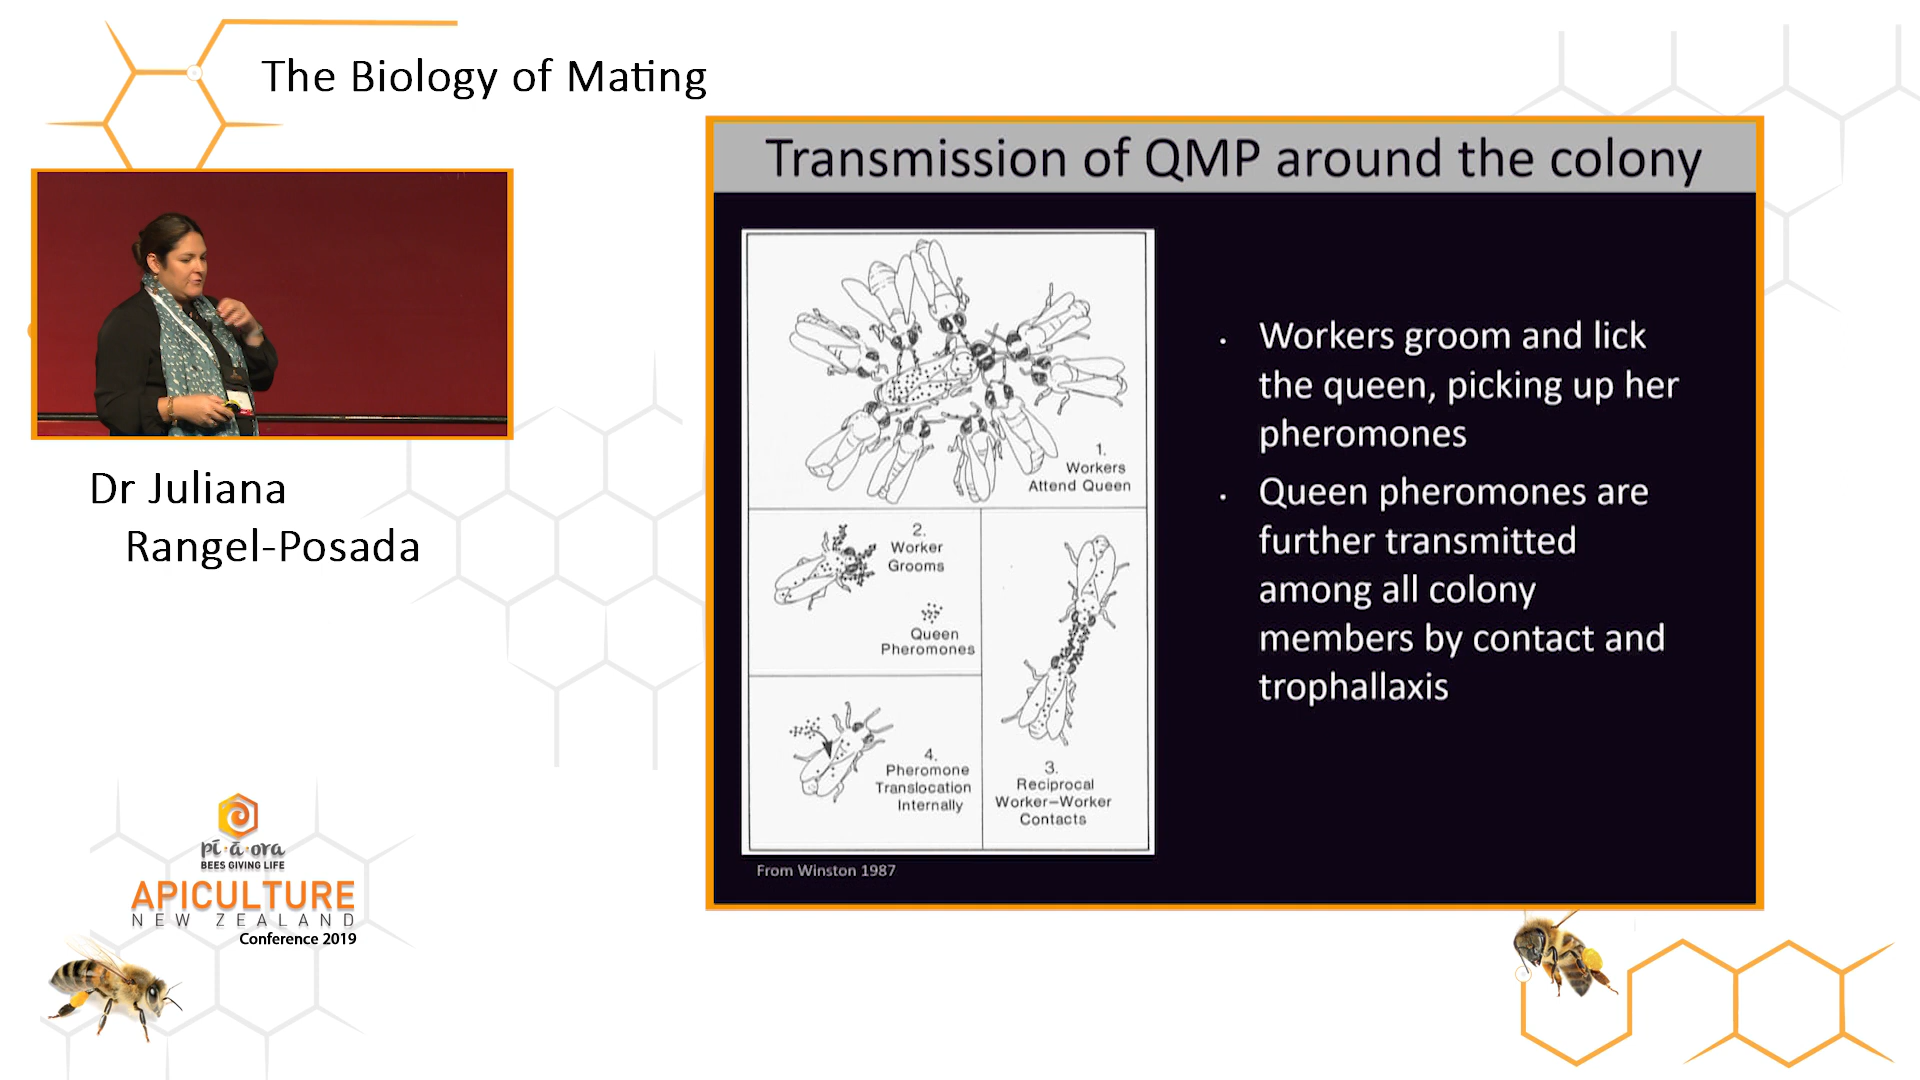 The Biology of Mating
Transmission of QMP around the colony
1.
Workers
Attend Queen
2.
Worker
Grooms
Queen
Pheromones
3.
Reciprocal
Worker–Worker
Contacts
4.
Pheromone
Translocation
Internally
From Winston 1987
• Workers groom and lick
the queen, picking up her
pheromones
• Queen pheromones are
further transmitted
among all colony
members by contact and
trophallaxis
Dr Juliana
Rangel-Posada
pī·ā·ora
BEES GIVING LIFE
APICULTURE
NEW ZEALAND
Conference 2019